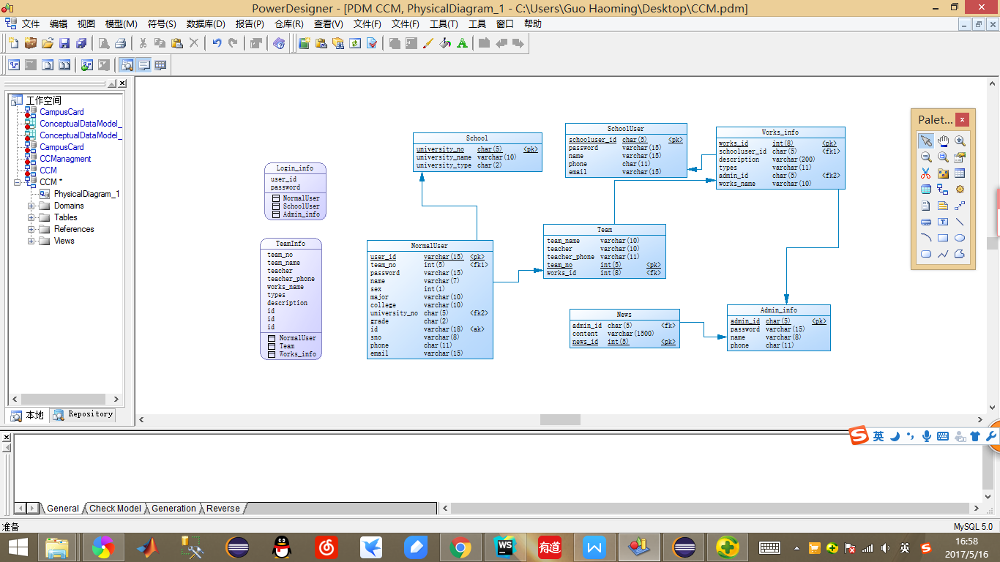 PowerDesigner - [PDM CCM, PhysicalDiagram_1 - C:\Users\Guo Haoming\Desktop\CCM.pdm]
文件 编辑 视图 模型(M) 符号(S) 数据库(D) 报告(P) 仓库(R) 查看(V) 文件(F) 文件(F) 工具(T) 工具 窗口 帮助
工作空间
CampusCard
ConceptualDataModel_
ConceptualDataModel_
CampusCard
CCManagment
CCM
CCM *
PhysicalDiagram_1
Domains
Tables
References
Views
本地 Repository
Login_info
user_id
password
NormalUser
SchoolUser
Admin_info
TeamInfo
team_no
team_name
teacher
teacher_phone
works_name
types
description
id
id
id
NormalUser
Team
Works_info
School
university_no char(5) <pk>
university_name varchar(10)
university_type char(2)
NormalUser
user_id varchar(15) <pk>
team_no int(5) <fk1>
password varchar(15)
name varchar(7)
sex int(1)
major varchar(10)
college varchar(10)
university_no char(5) <fk2>
grade char(2)
id varchar(18) <ak>
sno varchar(8)
phone char(11)
email varchar(15)
SchoolUser
schooluser_id char(5) <pk>
password varchar(15)
name varchar(15)
phone char(11)
email varchar(15)
Works_info
works_id int(8) <pk>
schooluser_id char(5) <fk1>
description varchar(200)
types varchar(11)
admin_id char(5) <fk2>
works_name varchar(10)
Team
team_name varchar(10)
teacher varchar(10)
teacher_phone varchar(11)
team_no int(5) <pk>
works_id int(8) <fk>
News
admin_id char(5) <fk>
content varchar(1500)
news_id int(5) <pk>
Admin_info
admin_id char(5) <pk>
password varchar(15)
name varchar(8)
phone char(11)
Palet...
英
General Check Model Generation Reverse
准备
MySQL 5.0
WS
有道
英
16:58
2017/5/16